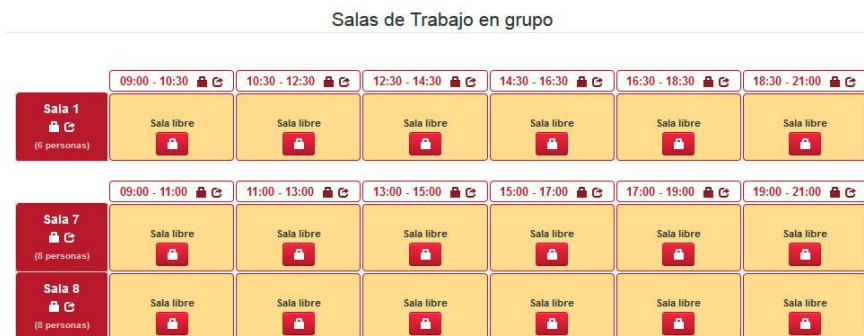 Salas de Trabajo en grupo
09:00 - 10:30 10:30 - 12:30 12:30 - 14:30 14:30 - 16:30 16:30 - 18:30 18:30 - 21:00
Sala 1
(6 personas)
Sala libre Sala libre Sala libre Sala libre Sala libre Sala libre
09:00 - 11:00 11:00 - 13:00 13:00 - 15:00 15:00 - 17:00 17:00 - 19:00 19:00 - 21:00
Sala 7
(8 personas)
Sala libre Sala libre Sala libre Sala libre Sala libre Sala libre
Sala 8
(8 personas)
Sala libre Sala libre Sala libre Sala libre Sala libre Sala libre